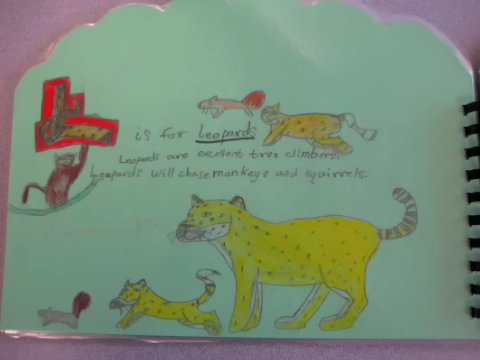 L is for Leopards
Leopards are excellent tree climbers.
Leopards will chase monkeys and squirrels.